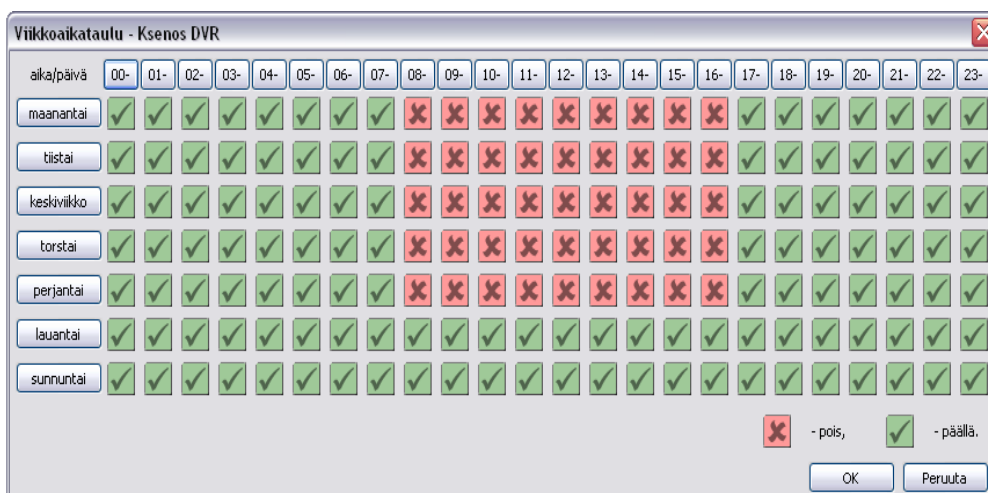 Viikkoaikataulu - Ksenos DVR
aika/päivä 00- 01- 02- 03- 04- 05- 06- 07- 08- 09- 10- 11- 12- 13- 14- 15- 16- 17- 18- 19- 20- 21- 22- 23-
maanantai
tiistai
keskiviikko
torstai
perjantai
lauantai
sunnuntai
- pois, - päällä.
OK Peruuta